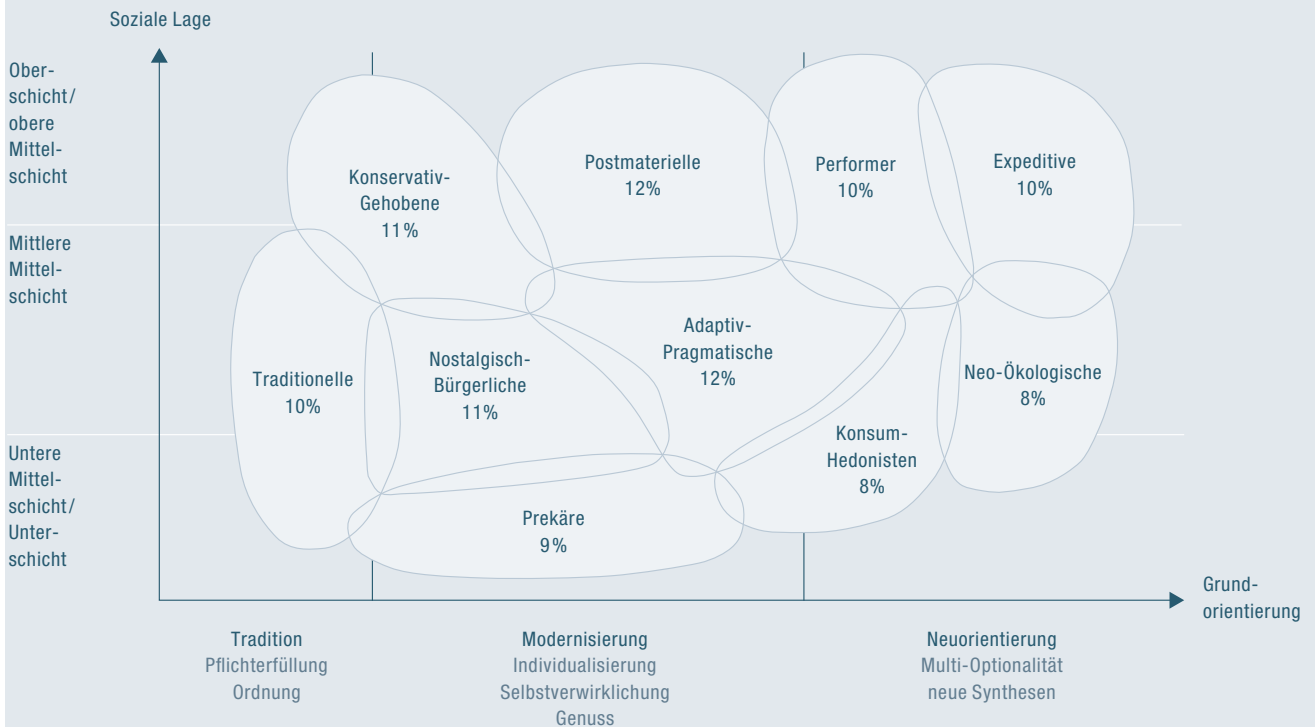 Soziale Lage
Ober-
schicht/
obere
Mittel-
schicht
Mittlere
Mittel-
schicht
Untere
Mittel-
schicht/
Unter-
schicht
Konservativ-
Gehobene
11%
Postmaterielle
12%
Performer
10%
Expeditive
10%
Traditionelle
10%
Nostalgisch-
Bürgerliche
11%
Adaptiv-
Pragmatische
12%
Neo-Ökologische
8%
Konsum-
Hedonisten
8%
Prekäre
9%
Grund-
orientierung
Tradition
Pflichterfüllung
Ordnung
Modernisierung
Individualisierung
Selbstverwirklichung
Genuss
Neuorientierung
Multi-Optionalität
neue Synthesen